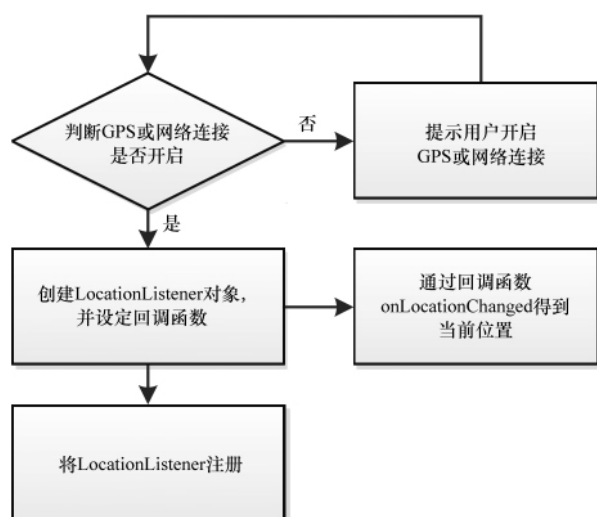 判断GPS或网络连接
是否开启
否
提示用户开启
GPS或网络连接
是
创建LocationListener对象,
并设定回调函数
通过回调函数
onLocationChanged得到
当前位置
将LocationListener注册